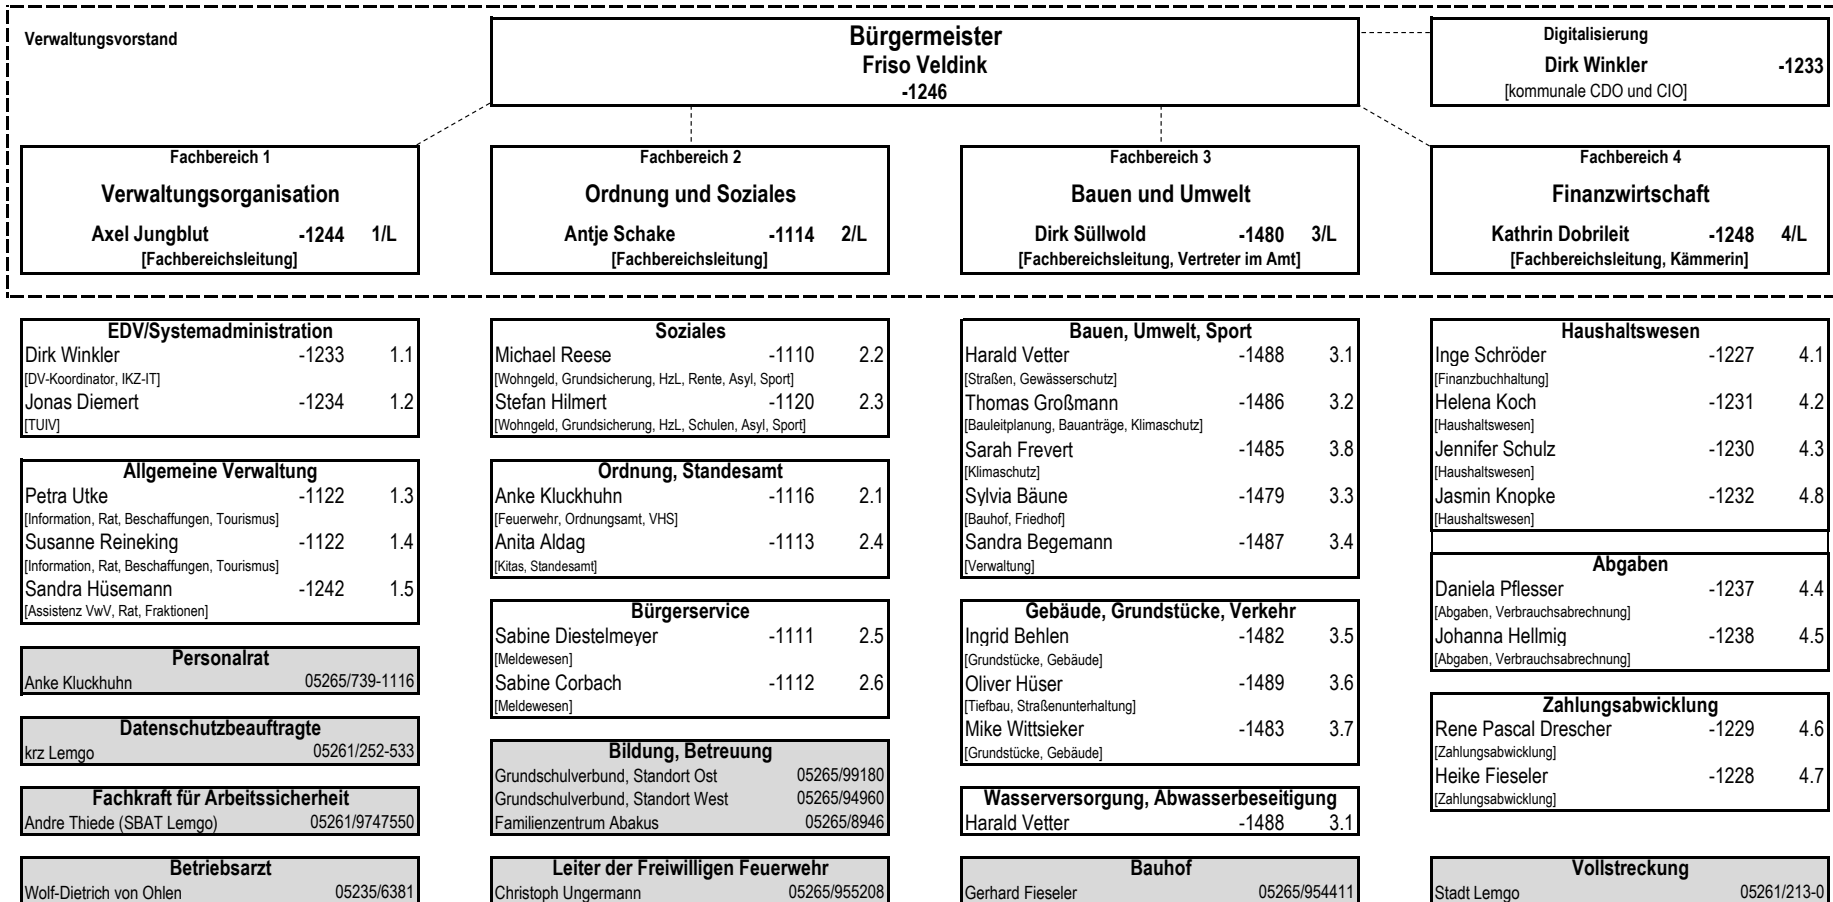 Verwaltungsvorstand
Bürgermeister
Friso Veldink
-1246
Digitalisierung
Dirk Winkler -1233
[kommunale CDO und CIO]
Fachbereich 1
Verwaltungsorganisation
Axel Jungblut -1244 1/L
[Fachbereichsleitung]
Fachbereich 2
Ordnung und Soziales
Antje Schake -1114 2/L
[Fachbereichsleitung]
Fachbereich 3
Bauen und Umwelt
Dirk Süllwold -1480 3/L
[Fachbereichsleitung, Vertreter im Amt]
Fachbereich 4
Finanzwirtschaft
Kathrin Dobrileit -1248 4/L
[Fachbereichsleitung, Kämmerin]
EDV/Systemadministration
Dirk Winkler -1233 1.1
[DV-Koordinator, IKZ-IT]
Jonas Diemert -1234 1.2
[TUIV]
Allgemeine Verwaltung
Petra Utke -1122 1.3
[Information, Rat, Beschaffungen, Tourismus]
Susanne Reineking -1122 1.4
[Information, Rat, Beschaffungen, Tourismus]
Sandra Hüsemann -1242 1.5
[Assistenz VwV, Rat, Fraktionen]
Personalrat
Anke Kluckhuhn 05265/739-1116
Datenschutzbeauftragte
krz Lemgo 05261/252-533
Fachkraft für Arbeitssicherheit
Andre Thiede (SBAT Lemgo) 05261/9747550
Betriebsarzt
Wolf-Dietrich von Ohlen 05235/6381
Soziales
Michael Reese -1110 2.2
[Wohngeld, Grundsicherung, HzL, Rente, Asyl, Sport]
Stefan Hilmert -1120 2.3
[Wohngeld, Grundsicherung, HzL, Schulen, Asyl, Sport]
Ordnung, Standesamt
Anke Kluckhuhn -1116 2.1
[Feuerwehr, Ordnungsamt, VHS]
Anita Aldag -1113 2.4
[Kitas, Standesamt]
Bürgerservice
Sabine Diestelmeyer -1111 2.5
[Meldewesen]
Sabine Corbach -1112 2.6
[Meldewesen]
Bildung, Betreuung
Grundschulverbund, Standort Ost 05265/99180
Grundschulverbund, Standort West 05265/94960
Familienzentrum Abakus 05265/8946
Leiter der Freiwilligen Feuerwehr
Christoph Ungermann 05265/955208
Bauen, Umwelt, Sport
Harald Vetter -1488 3.1
[Straßen, Gewässerschutz]
Thomas Großmann -1486 3.2
[Bauleitplanung, Bauanträge, Klimaschutz]
Sarah Frevert -1485 3.8
[Klimaschutz]
Sylvia Bäune -1479 3.3
[Bauhof, Friedhof]
Sandra Begemann -1487 3.4
[Verwaltung]
Gebäude, Grundstücke, Verkehr
Ingrid Behlen -1482 3.5
[Grundstücke, Gebäude]
Oliver Hüser -1489 3.6
[Tiefbau, Straßenunterhaltung]
Mike Wittsieker -1483 3.7
[Grundstücke, Gebäude]
Wasserversorgung, Abwasserbeseitigung
Harald Vetter -1488 3.1
Bauhof
Gerhard Fieseler 05265/954411
Haushaltswesen
Inge Schröder -1227 4.1
[Finanzbuchhaltung]
Helena Koch -1231 4.2
[Haushaltswesen]
Jennifer Schulz -1230 4.3
[Haushaltswesen]
Jasmin Knopke -1232 4.8
[Haushaltswesen]
Abgaben
Daniela Pflesser -1237 4.4
[Abgaben, Verbrauchsabrechnung]
Johanna Hellmig -1238 4.5
[Abgaben, Verbrauchsabrechnung]
Zahlungsabwicklung
Rene Pascal Drescher -1229 4.6
[Zahlungsabwicklung]
Heike Fieseler -1228 4.7
[Zahlungsabwicklung]
Vollstreckung
Stadt Lemgo 05261/213-0